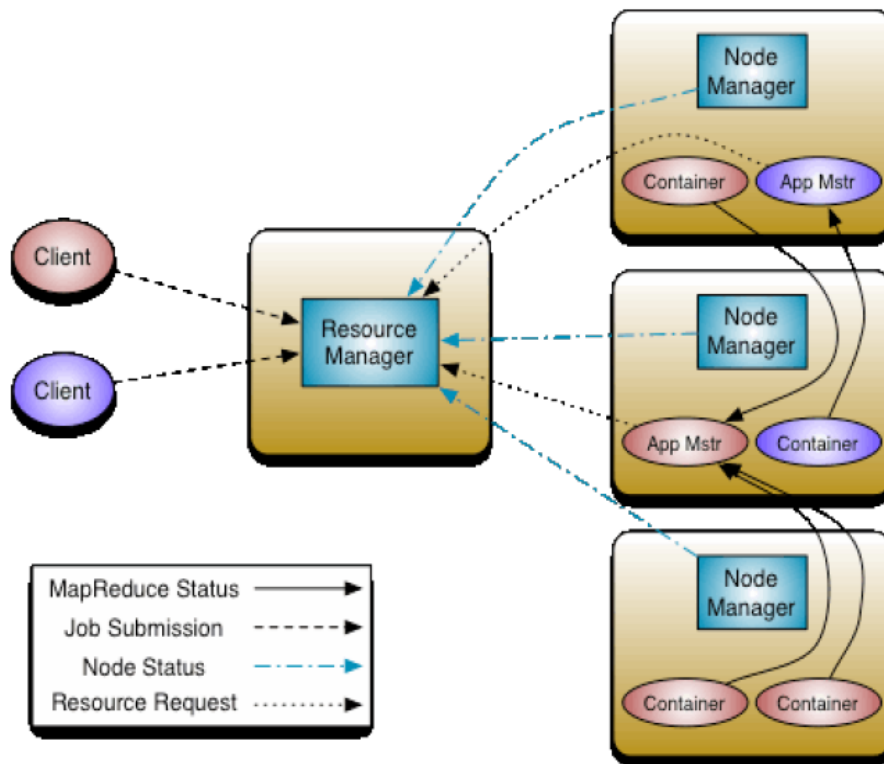 Node
Manager
Container
App Mstr
Client
Client
Resource
Manager
Node
Manager
App Mstr
Container
Node
Manager
Container
Container
MapReduce Status
Job Submission
Node Status
Resource Request